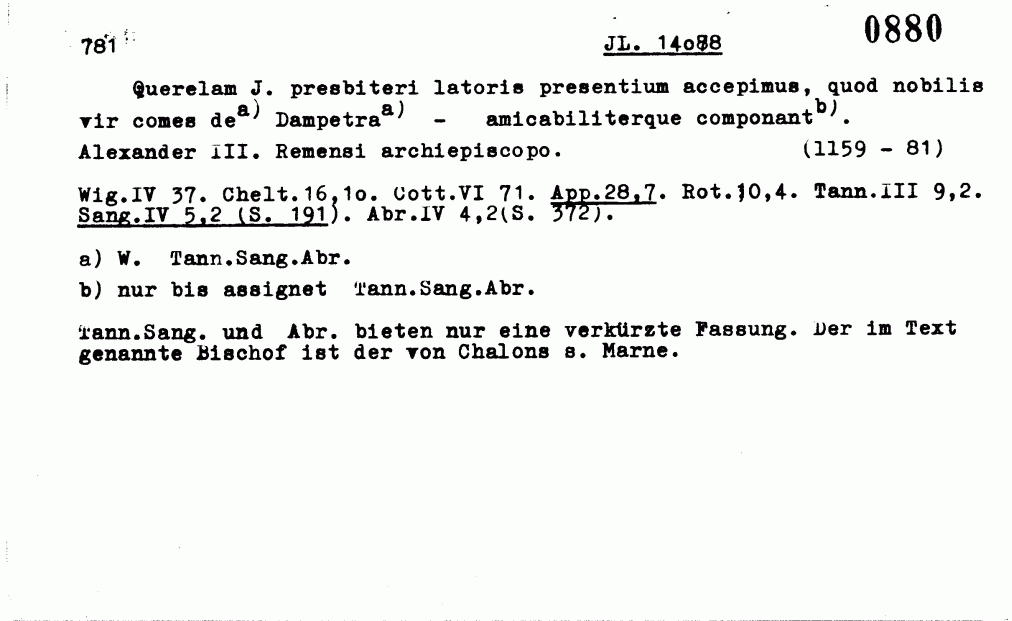 0880
781 JL. 14o88
Querelam J. presbiteri latoris presentium accepimus, quod nobilis
vir comes de a) Dampetra a) - amicabiliterque componant b).
Alexander III. Remensi archiepiscopo. (1159 - 81)
Wig.IV 37. Chelt.16,1o. Cott.VI 71. App.28,7. Rot.10,4. Tann.III 9,2.
Sang.IV 5,2 (S. 191). Abr.IV 4,2(S. 372).
a) W. Tann.Sang.Abr.
b) nur bis assignet Tann.Sang.Abr.
Tann.Sang. und Abr. bieten nur eine verkürzte Fassung. Der im Text
genannte Bischof ist der von Chalons s. Marne.